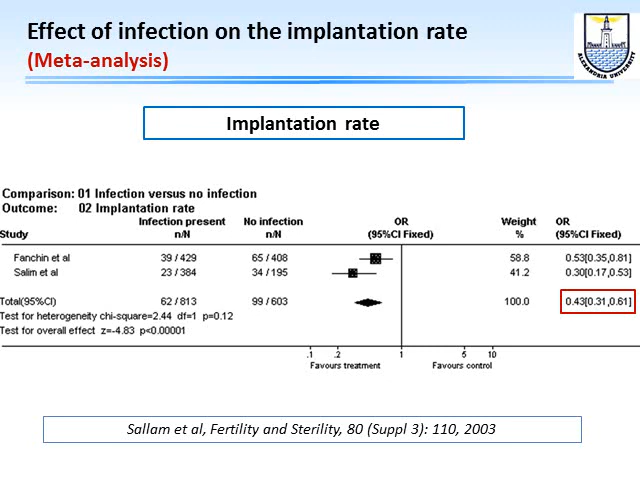 Effect of infection on the implantation rate
(Meta-analysis)
ALEXANDRIA UNIVERSITY
Implantation rate
Comparison: 01 Infection versus no infection
Outcome: 02 Implantation rate
Infection present No infection OR Weight OR
Study n/N n/N (95%CI Fixed) % (95%CI Fixed)
Fanchin et al 39 / 429 65 / 408 58.8 0.53[0.35,0.81]
Salim et al 23 / 384 34 / 195 41.2 0.30[0.17,0.53]
Total(95%CI) 62 / 813 99 / 603 100.0 0.43[0.31,0.61]
Test for heterogeneity chi-square=2.44 df=1 p=0.12
Test for overall effect z=-4.83 p<0.00001
.1 .2 1 5 10
Favours treatment Favours control
Sallam et al, Fertility and Sterility, 80 (Suppl 3): 110, 2003